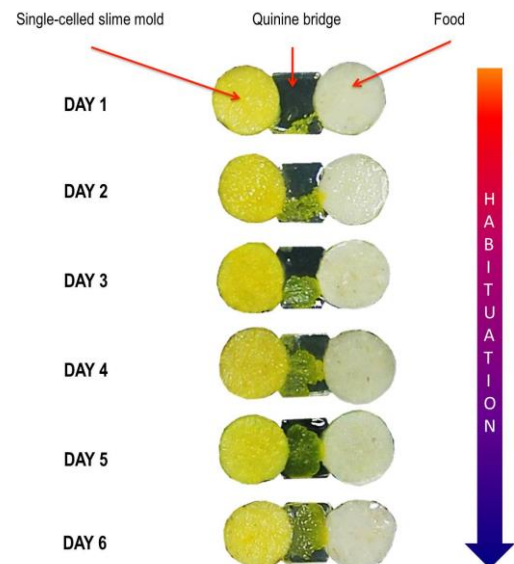 Single-celled slime mold
Quinine bridge
Food
DAY 1
DAY 2
DAY 3
DAY 4
DAY 5
DAY 6
HABITUATION